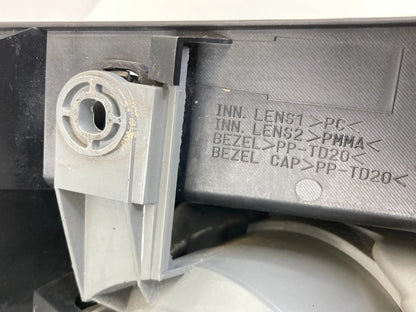 INN. LENS1 >PC<
INN. LENS2 >PMMA<
BEZEL>PP-TD20<
BEZEL CAP>PP-TD20<